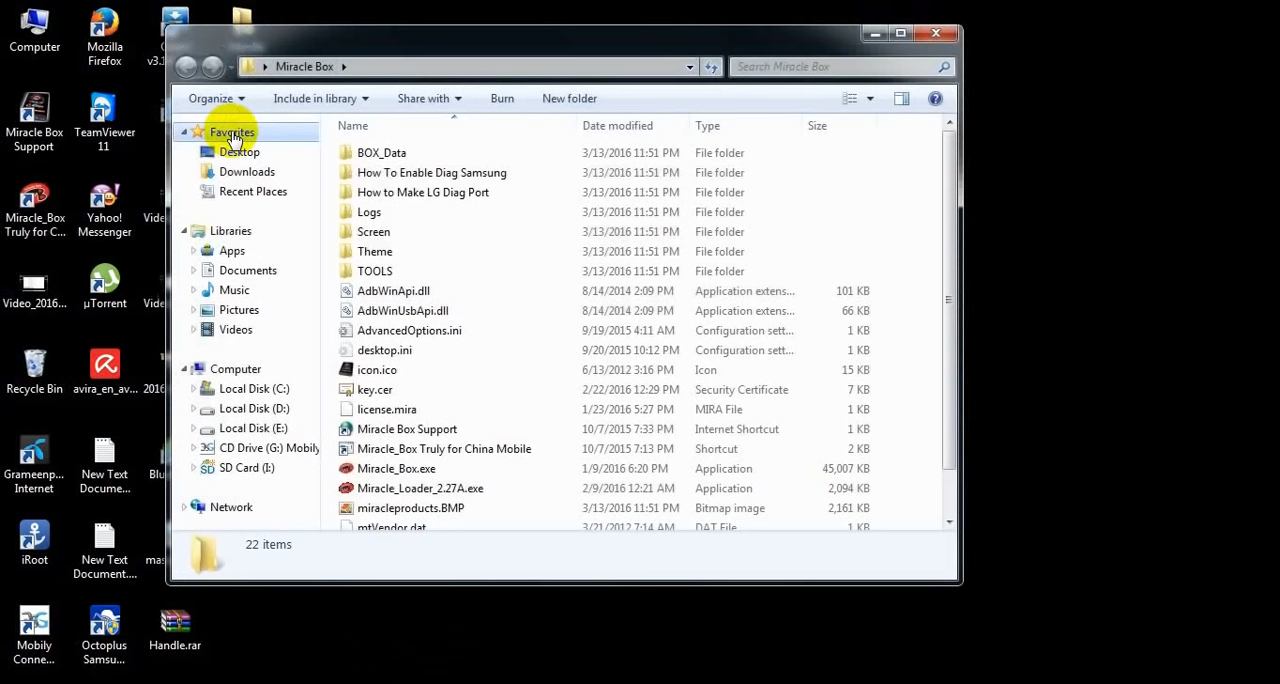 Computer
Mozilla
Firefox
v3.1
Miracle Box
Support
TeamViewer
11
Miracle_Box
Truly for C...
Yahoo!
Messenger
Vide
Video_2016...
µTorrent
Vide
Recycle Bin
avira_en_av...
2016
Grameenp...
Internet
New Text
Docume...
Blu
iRoot
New Text
Document....
mas
Mobily
Conne...
Octoplus
Samsu...
Handle.rar
Miracle Box
Search Miracle Box
Organize
Include in library
Share with
Burn
New folder
Favorites
Desktop
Downloads
Recent Places
Libraries
Apps
Documents
Music
Pictures
Videos
Computer
Local Disk (C:)
Local Disk (D:)
Local Disk (E:)
CD Drive (G:) Mobily
SD Card (I:)
Network
Name Date modified Type Size
BOX_Data 3/13/2016 11:51 PM File folder
How To Enable Diag Samsung 3/13/2016 11:51 PM File folder
How to Make LG Diag Port 3/13/2016 11:51 PM File folder
Logs 3/13/2016 11:51 PM File folder
Screen 3/13/2016 11:51 PM File folder
Theme 3/13/2016 11:51 PM File folder
TOOLS 3/13/2016 11:51 PM File folder
AdbWinApi.dll 8/14/2014 2:09 PM Application extens... 101 KB
AdbWinUsbApi.dll 8/14/2014 2:09 PM Application extens... 66 KB
AdvancedOptions.ini 9/19/2015 4:11 AM Configuration sett... 1 KB
desktop.ini 9/20/2015 10:12 PM Configuration sett... 1 KB
icon.ico 6/13/2012 3:16 PM Icon 15 KB
key.cer 2/22/2016 12:29 PM Security Certificate 7 KB
license.mira 1/23/2016 5:27 PM MIRA File 1 KB
Miracle Box Support 10/7/2015 7:33 PM Internet Shortcut 1 KB
Miracle_Box Truly for China Mobile 10/7/2015 7:13 PM Shortcut 2 KB
Miracle_Box.exe 1/9/2016 6:20 PM Application 45,007 KB
Miracle_Loader_2.27A.exe 2/9/2016 12:21 AM Application 2,094 KB
miracleproducts.BMP 3/13/2016 11:51 PM Bitmap image 2,161 KB
mtVendor.dat 3/21/2012 7:14 AM DAT File 1 KB
22 items